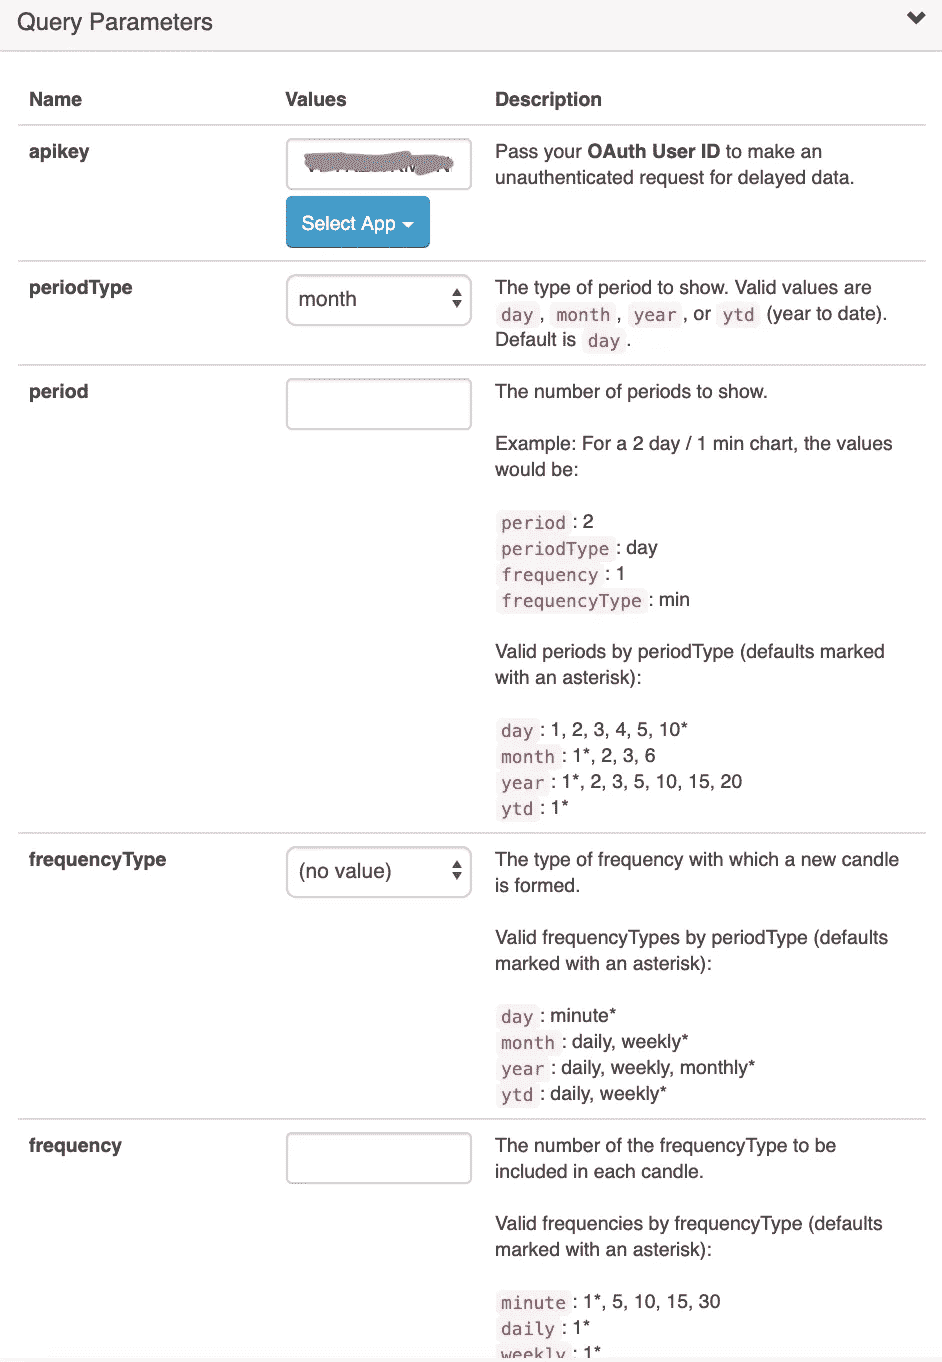 Query Parameters
Name Values Description
apikey
Select App
Pass your OAuth User ID to make an
unauthenticated request for delayed data.
periodType
month
The type of period to show. Valid values are
day, month, year, or ytd (year to date).
Default is day.
period
The number of periods to show.
Example: For a 2 day / 1 min chart, the values
would be:
period: 2
periodType: day
frequency: 1
frequencyType: min
Valid periods by periodType (defaults marked
with an asterisk):
day: 1, 2, 3, 4, 5, 10*
month: 1*, 2, 3, 6
year: 1*, 2, 3, 5, 10, 15, 20
ytd: 1*
frequencyType
(no value)
The type of frequency with which a new candle
is formed.
Valid frequencyTypes by periodType (defaults
marked with an asterisk):
day: minute*
month: daily, weekly*
year: daily, weekly, monthly*
ytd: daily, weekly*
frequency
The number of the frequencyType to be
included in each candle.
Valid frequencies by frequencyType (defaults
marked with an asterisk):
minute: 1*, 5, 10, 15, 30
daily: 1*
weekly: 1*